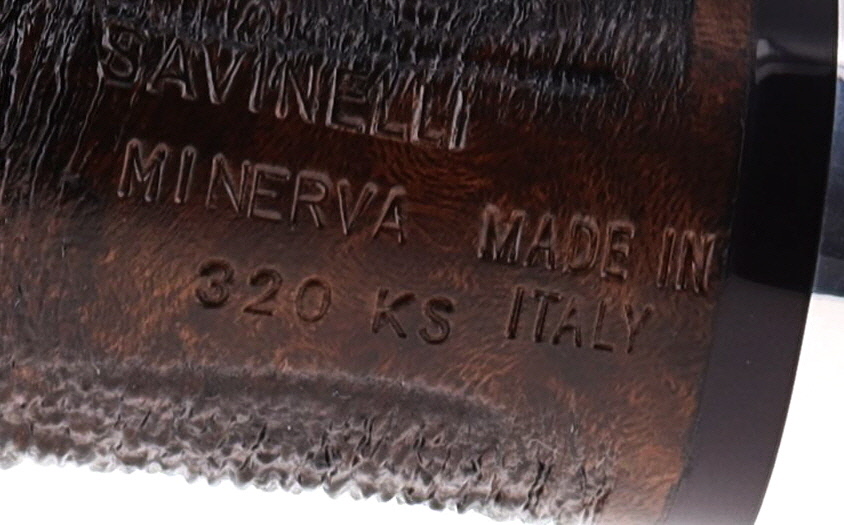 SAVINELLI
MINERVA
320 KS
MADE IN
ITALY